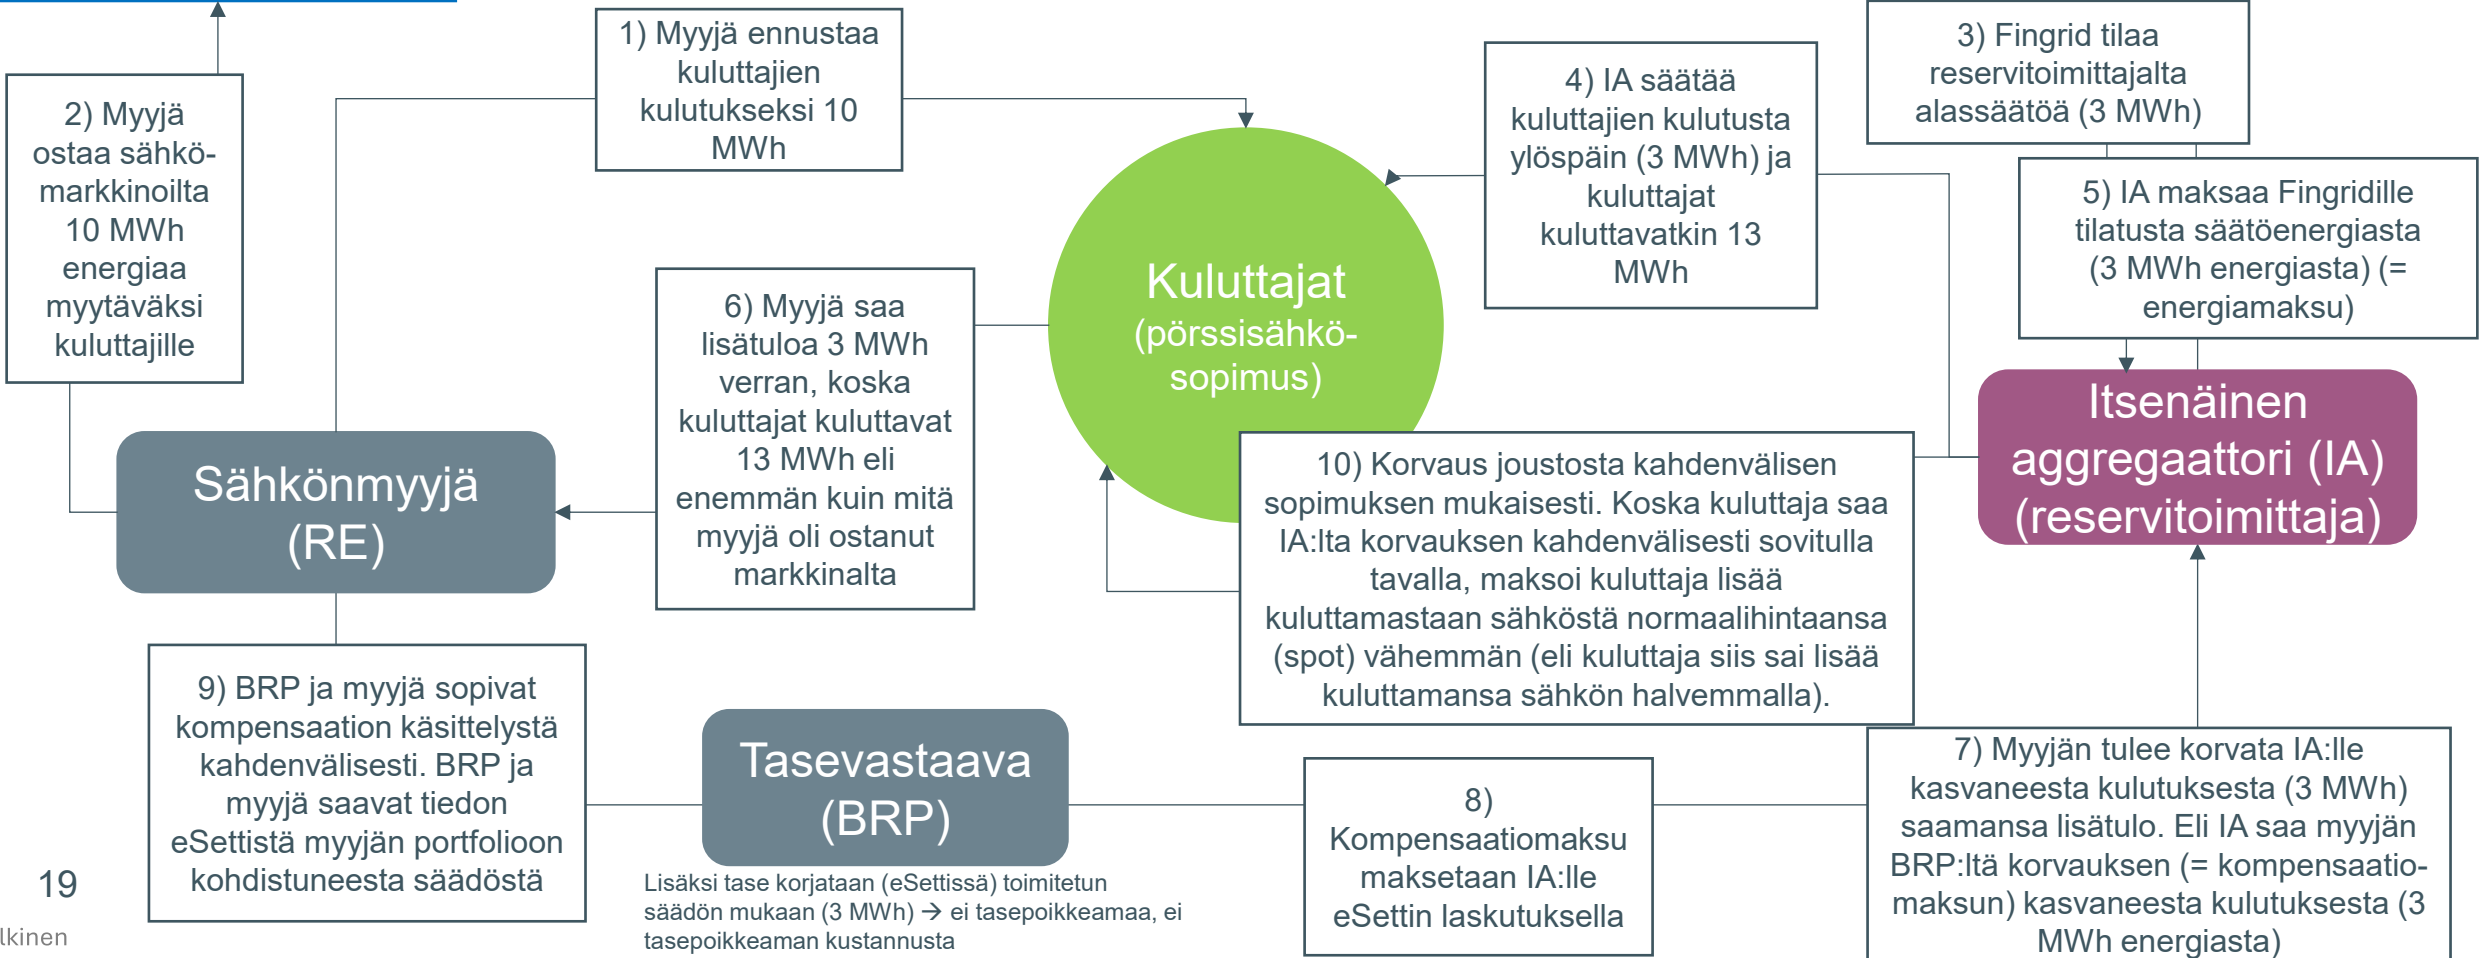 1) Myyjä ennustaa
kuluttajien
kulutukseksi 10
MWh
2) Myyjä
ostaa sähkö-
markkinoilta
10 MWh
energiaa
myytäväksi
kuluttajille
3) Fingrid tilaa
reservitoimittajalta
alassäätöä (3 MWh)
4) IA säätää
kuluttajien kulutusta
ylöspäin (3 MWh) ja
kuluttajat
kuluttavatkin 13
MWh
5) IA maksaa Fingridille
tilatusta säätöenergiasta
(3 MWh energiasta) (=
energiamaksu)
6) Myyjä saa
lisätuloa 3 MWh
verran, koska
kuluttajat kuluttavat
13 MWh eli
enemmän kuin mitä
myyjä oli ostanut
markkinalta
Kuluttajat
(pörssisähkö-
sopimus)
Sähkönmyyjä
(RE)
Itsenäinen
aggregaattori (IA)
(reservitoimittaja)
10) Korvaus joustosta kahdenvälisen
sopimuksen mukaisesti. Koska kuluttaja saa
IA:lta korvauksen kahdenvälisesti sovitulla
tavalla, maksoi kuluttaja lisää
kuluttamastaan sähköstä normaalihintaansa
(spot) vähemmän (eli kuluttaja siis sai lisää
kuluttamansa sähkön halvemmalla).
9) BRP ja myyjä sopivat
kompensaation käsittelystä
kahdenvälisesti. BRP ja
myyjä saavat tiedon
eSettistä myyjän portfolioon
kohdistuneesta säädöstä
Tasevastaava
(BRP)
Lisäksi tase korjataan (eSettissä) toimitetun
säädön mukaan (3 MWh) → ei tasepoikkeamaa, ei
tasepoikkeaman kustannusta
8)
Kompensaatiomaksu
maksetaan IA:lle
eSettin laskutuksella
7) Myyjän tulee korvata IA:lle
kasvaneesta kulutuksesta (3 MWh)
saamansa lisätulo. Eli IA saa myyjän
BRP:ltä korvauksen (= kompensaatio-
maksun) kasvaneesta kulutuksesta (3
MWh energiasta)
19
lkinen